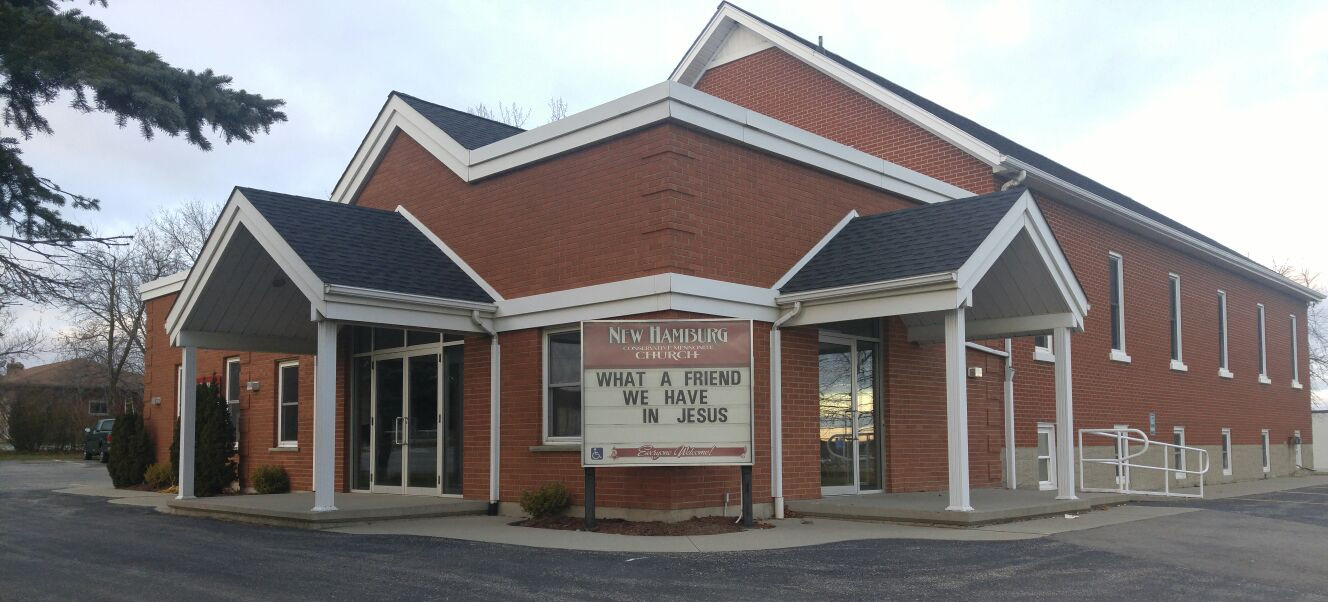 New Hamburg
Conservative Mennonite
Church
WHAT A FRIEND
WE HAVE
IN JESUS
Everyone Welcome!